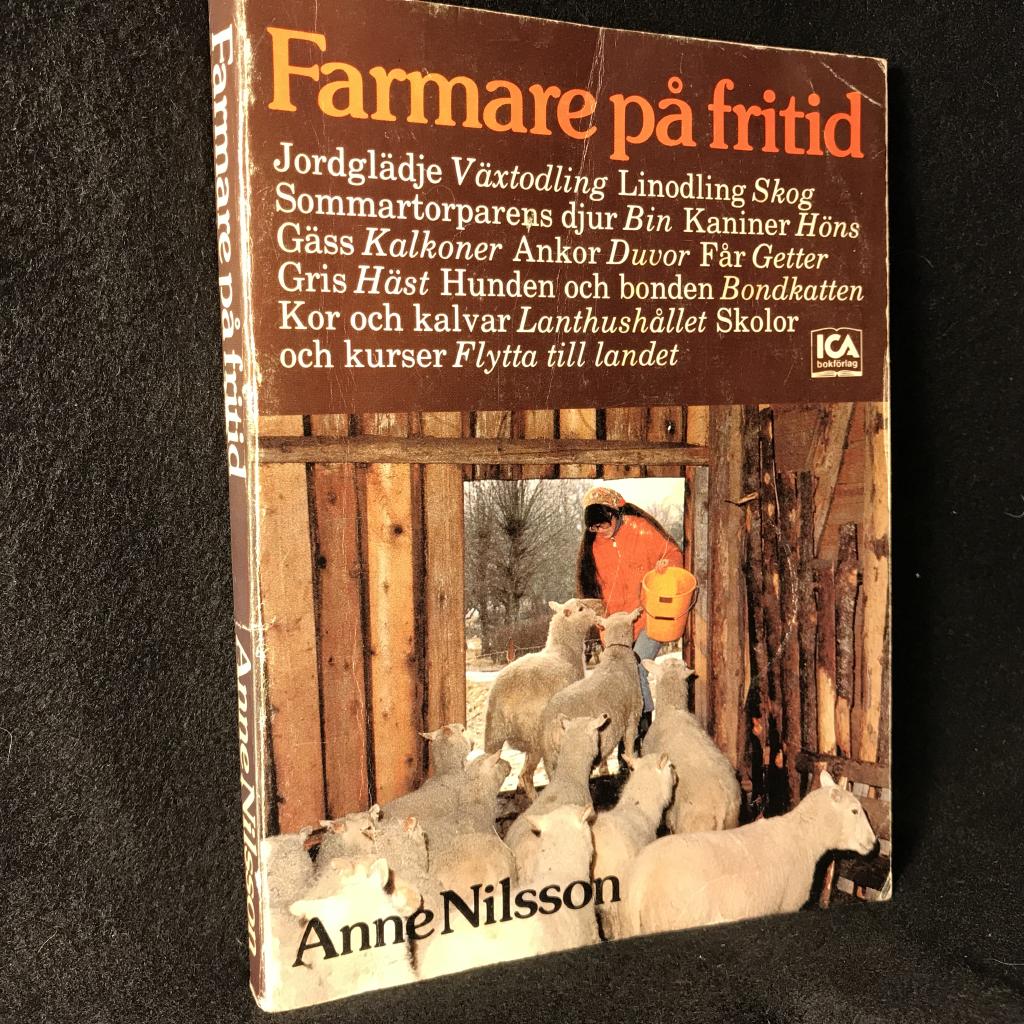 Farmare på fritid
Jordglädje Växtodling Linodling Skog
Sommartorparens djur Bin Kaniner Höns
Gäss Kalkoner Ankor Duvor Får Getter
Gris Häst Hunden och bonden Bondkatten
Kor och kalvar Lanthushållet Skolor
och kurser Flytta till landet
ICA
bokförlag
Anne Nilsson
Farmare på fritid
Anne Nilsson